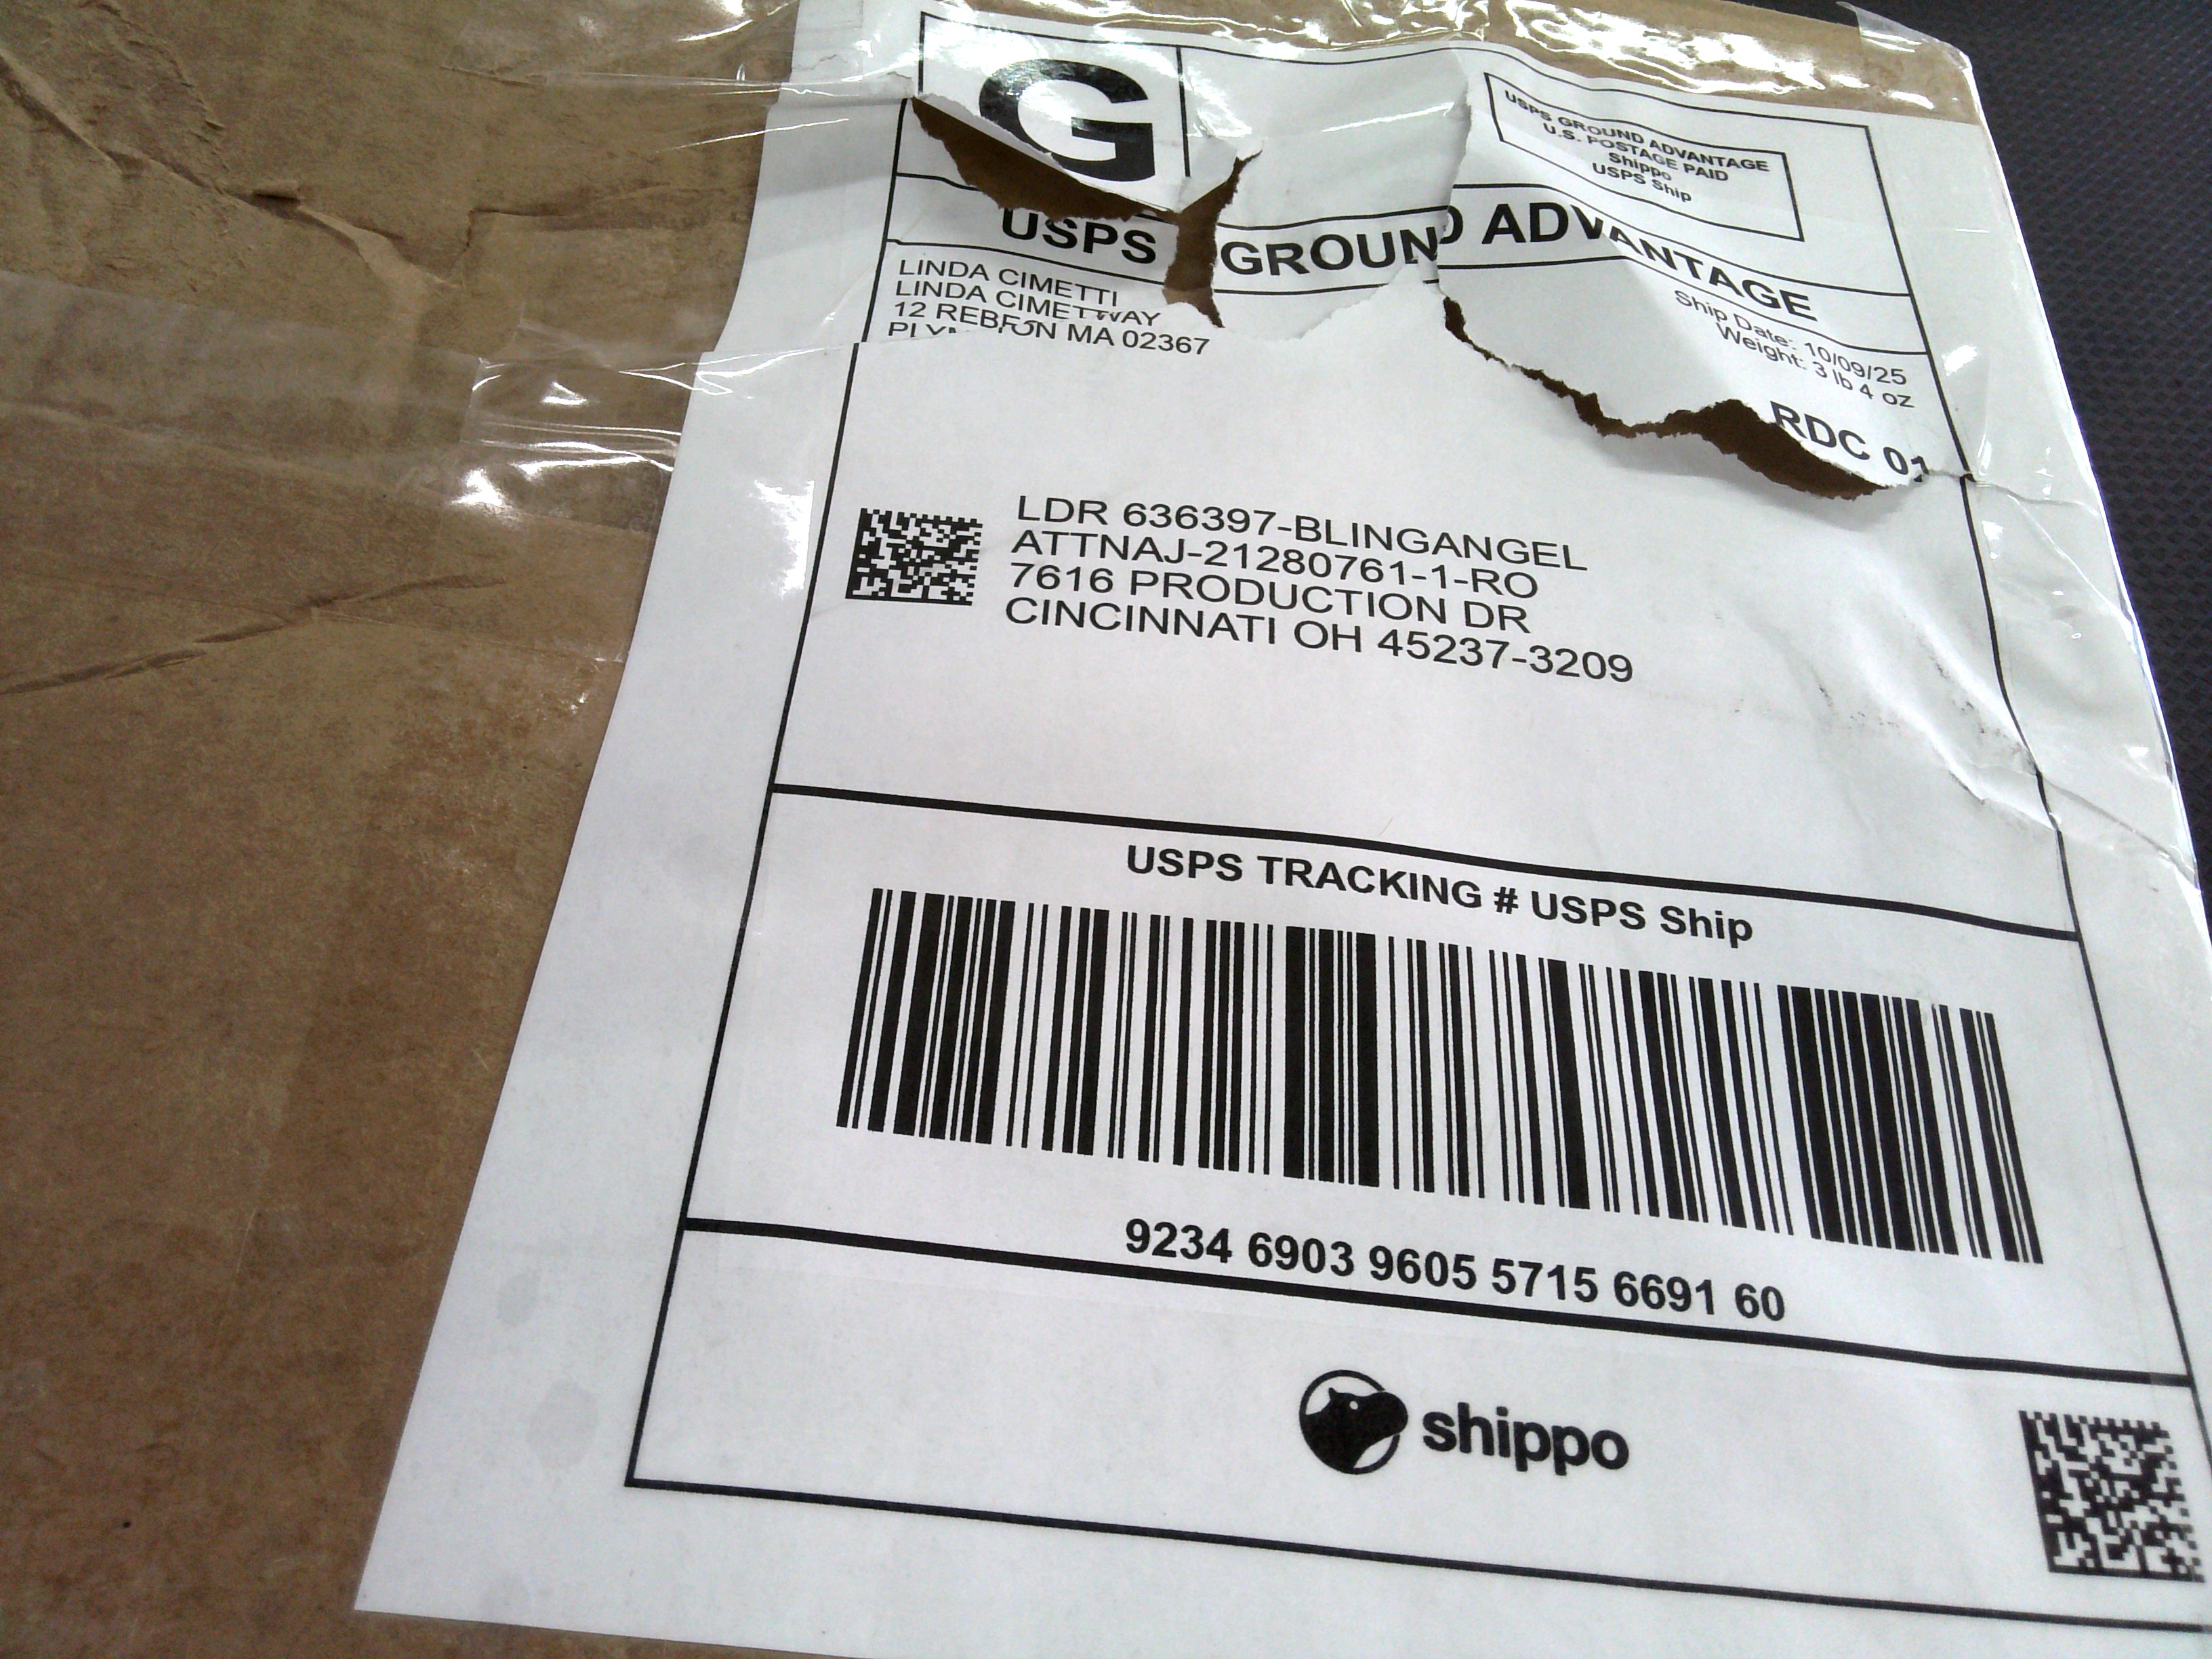 G
USPS GROUND ADVANTAGE
U.S. POSTAGE PAID
Shippo
USPS Ship
USPS GROUND ADVANTAGE
LINDA CIMETTI
LINDA
12
MA 02367
Ship Date: 10/09/25
Weight: 3 lb 4 oz
RDC 01
LDR 636397-BLINGANGEL
ATTNAJ-21280761-1-RO
7616 PRODUCTION DR
CINCINNATI OH 45237-3209
USPS TRACKING # USPS Ship
9234 6903 9605 5715 6691 60
shippo